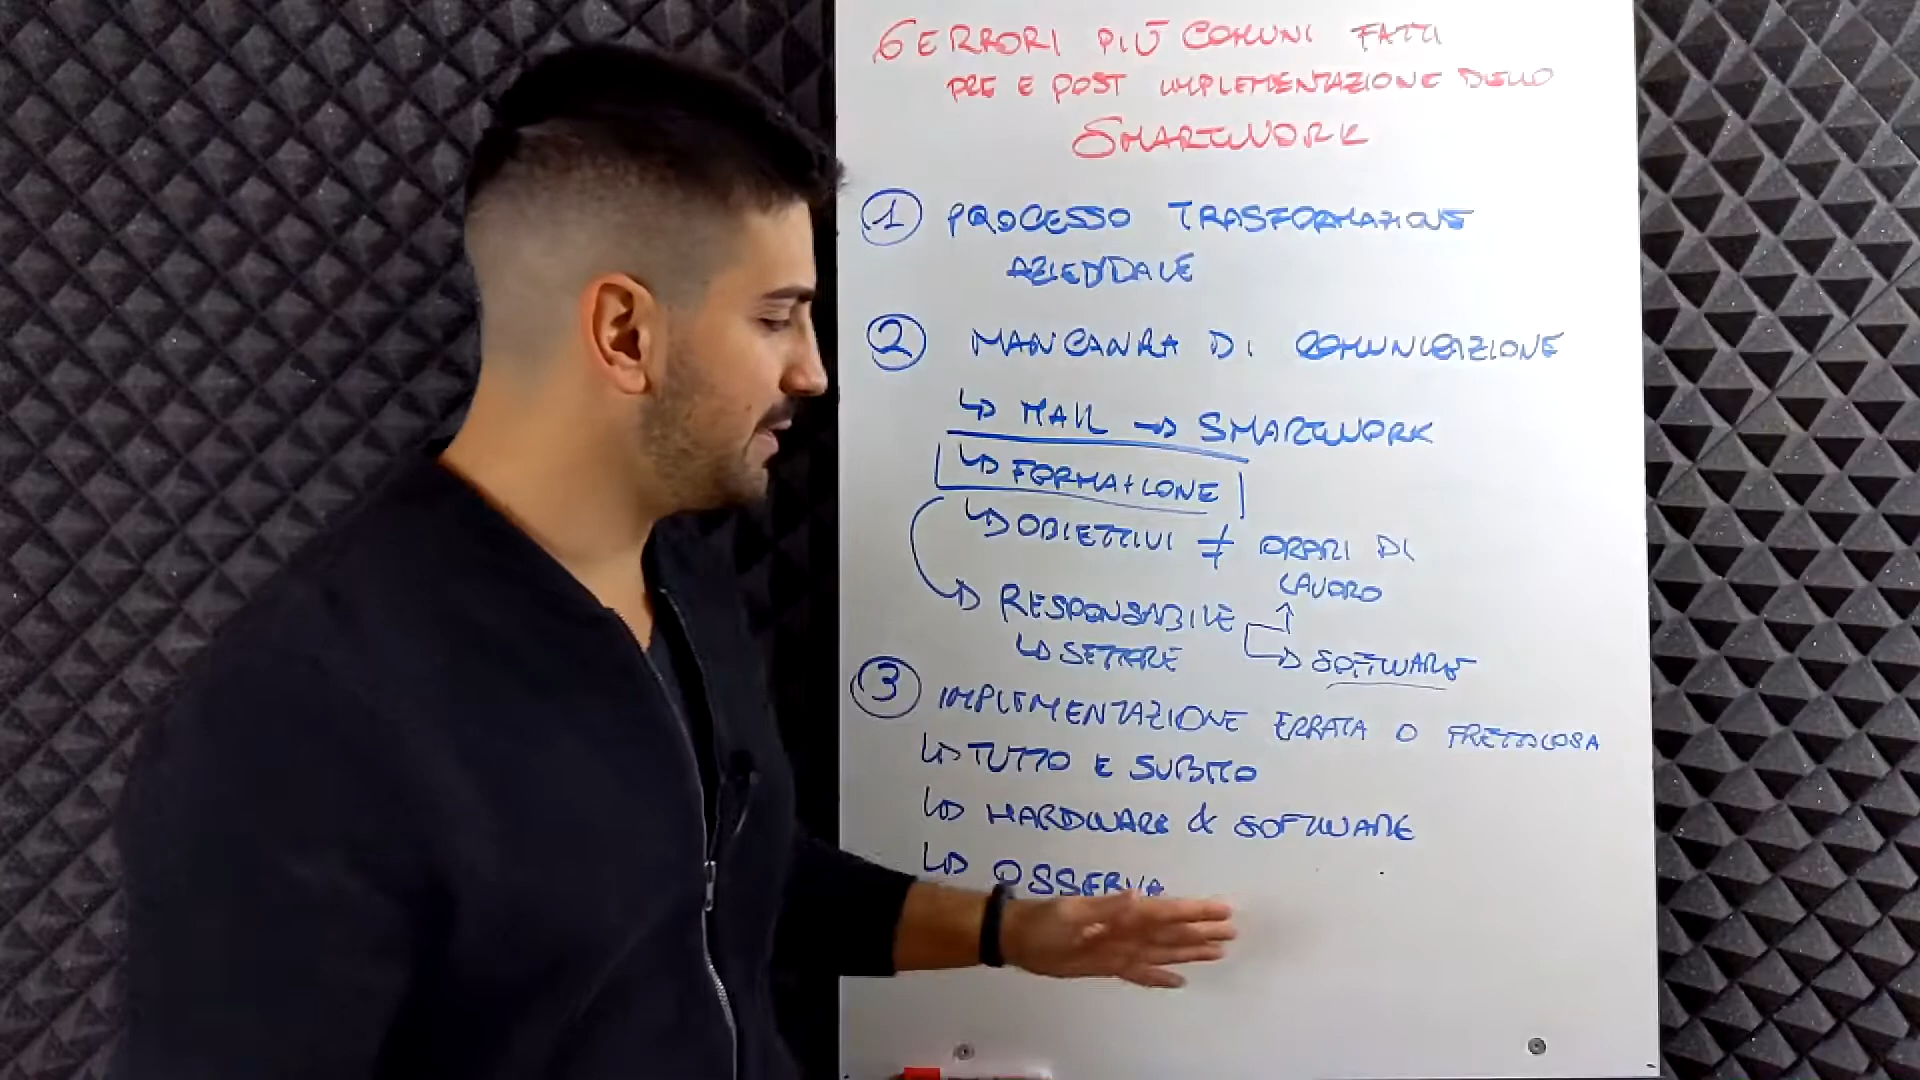 6 ERRORI PIÙ COMUNI FATTI
PRE E POST IMPLEMENTAZIONE DELLO
SMARTWORK
1 PROCESSO TRASFORMAZIONE
AZIENDALE
2 MANCANZA DI COMUNICAZIONE
↳ MAIL → SMARTWORK
↳ FORMAZIONE
↳ OBIETTIVI ≠ ORARI DI
LAVORO
→ RESPONSABILE
↳ SETTORE → SOFTWARE
3 IMPLEMENTAZIONE ERRATA O FRETTOLOSA
↳ TUTTO E SUBITO
↳ HARDWARE & SOFTWARE
↳ OSSERVA